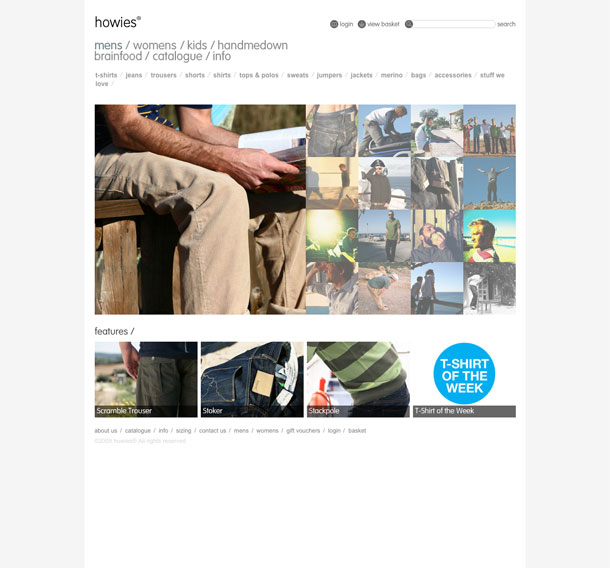 howies®
login view basket search
mens / womens / kids / handmedown
brainfood / catalogue / info
t-shirts / jeans / trousers / shorts / shirts / tops & polos / sweats / jumpers / jackets / merino / bags / accessories / stuff we
love /
features /
T-SHIRT
OF THE
WEEK
Scramble Trouser
Stoker
Stackpole
T-Shirt of the Week
about us / catalogue / info / sizing / contact us / mens / womens / gift vouchers / login / basket
©2009 howies® All rights reserved